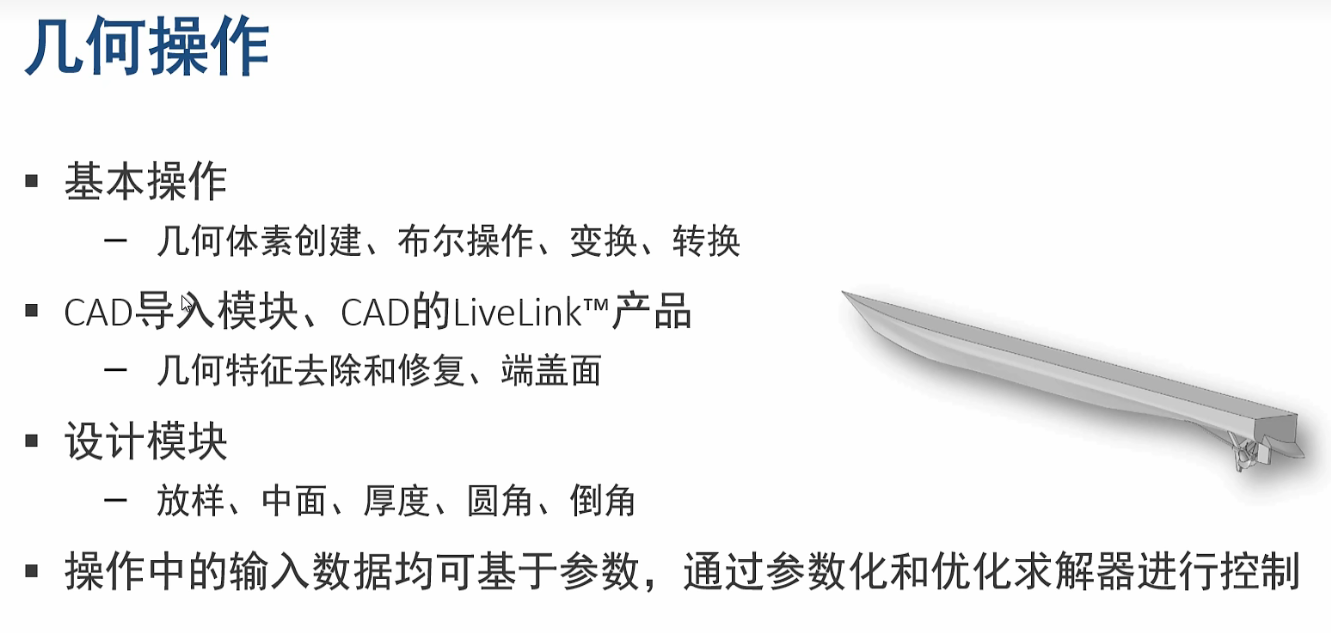 几何操作
▪ 基本操作
– 几何体素创建、布尔操作、变换、转换
▪ CAD导入模块、CAD的LiveLink™产品
– 几何特征去除和修复、端盖面
▪ 设计模块
– 放样、中面、厚度、圆角、倒角
▪ 操作中的输入数据均可基于参数，通过参数化和优化求解器进行控制